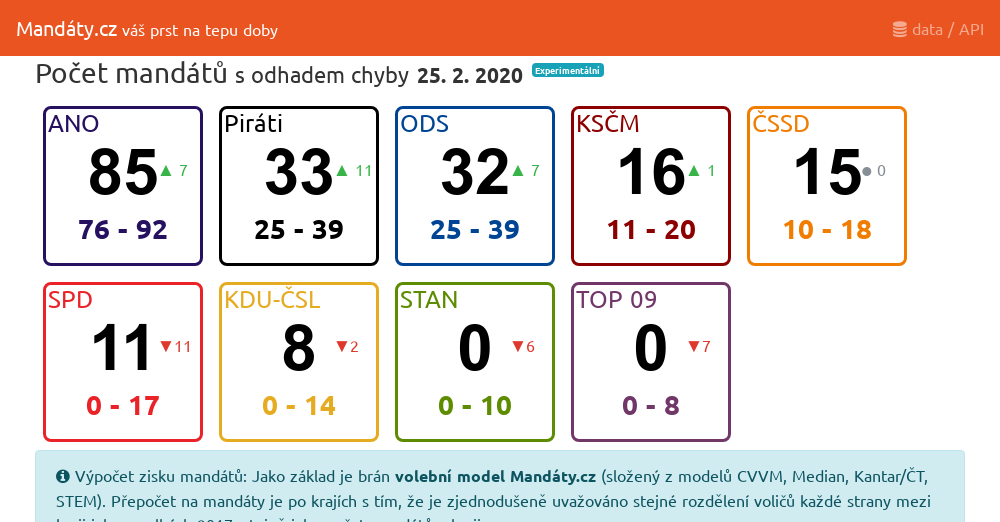 Mandáty.cz váš prst na tepu doby
data / API
Počet mandátů s odhadem chyby 25. 2. 2020 Experimentální
ANO
85 ▲ 7
76 - 92
Piráti
33 ▲ 11
25 - 39
ODS
32 ▲ 7
25 - 39
KSČM
16 ▲ 1
11 - 20
ČSSD
15 ● 0
10 - 18
SPD
11 ▼11
0 - 17
KDU-ČSL
8 ▼2
0 - 14
STAN
0 ▼6
0 - 10
TOP 09
0 ▼7
0 - 8
Výpočet zisku mandátů: Jako základ je brán volební model Mandáty.cz (složený z modelů CVVM, Median, Kantar/ČT,
STEM). Přepočet na mandáty je po krajích s tím, že je zjednodušeně uvažováno stejné rozdělení voličů každé strany mezi